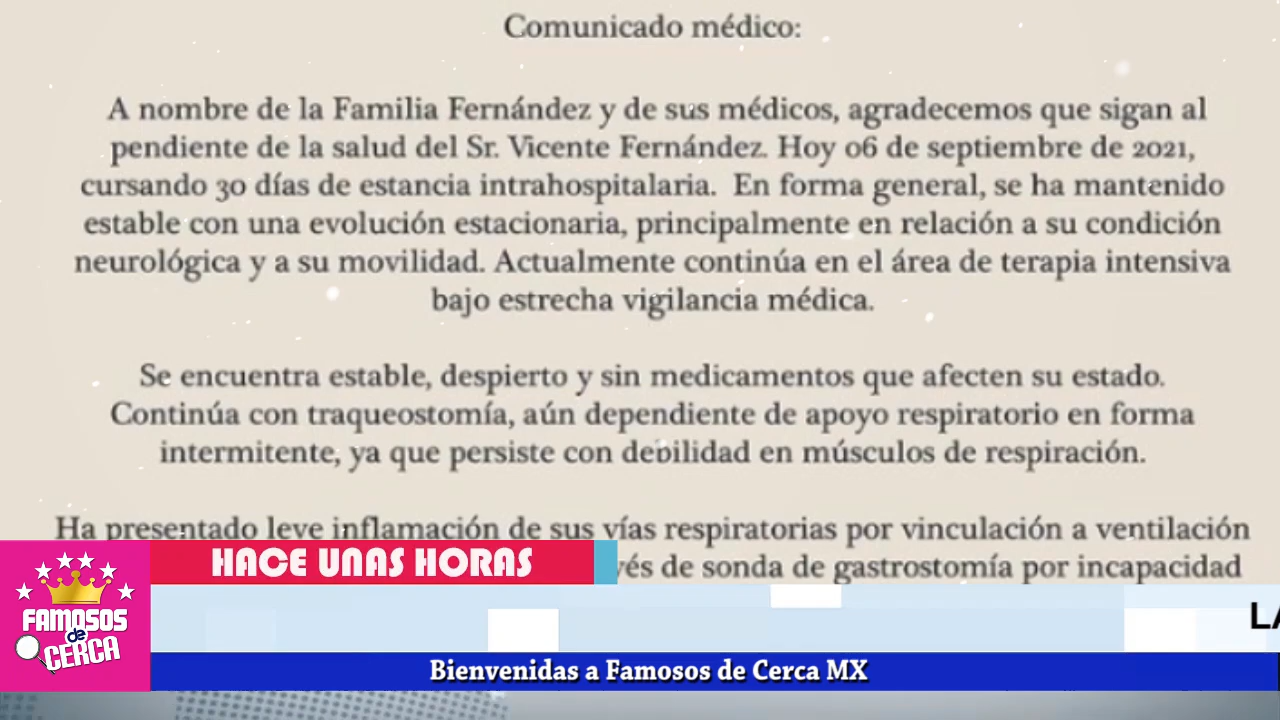 Comunicado médico:
A nombre de la Familia Fernández y de sus médicos, agradecemos que sigan al
pendiente de la salud del Sr. Vicente Fernández. Hoy 06 de septiembre de 2021,
cursando 30 días de estancia intrahospitalaria. En forma general, se ha mantenido
estable con una evolución estacionaria, principalmente en relación a su condición
neurológica y a su movilidad. Actualmente continúa en el área de terapia intensiva
bajo estrecha vigilancia médica.
Se encuentra estable, despierto y sin medicamentos que afecten su estado.
Continúa con traqueostomía, aún dependiente de apoyo respiratorio en forma
intermitente, ya que persiste con debilidad en músculos de respiración.
Ha presentado leve inflamación de sus vías respiratorias por vinculación a ventilación
de sonda de gastrostomía por incapacidad
HACE UNAS HORAS
FAMOSOS
de
CERCA
Bienvenidas a Famosos de Cerca MX